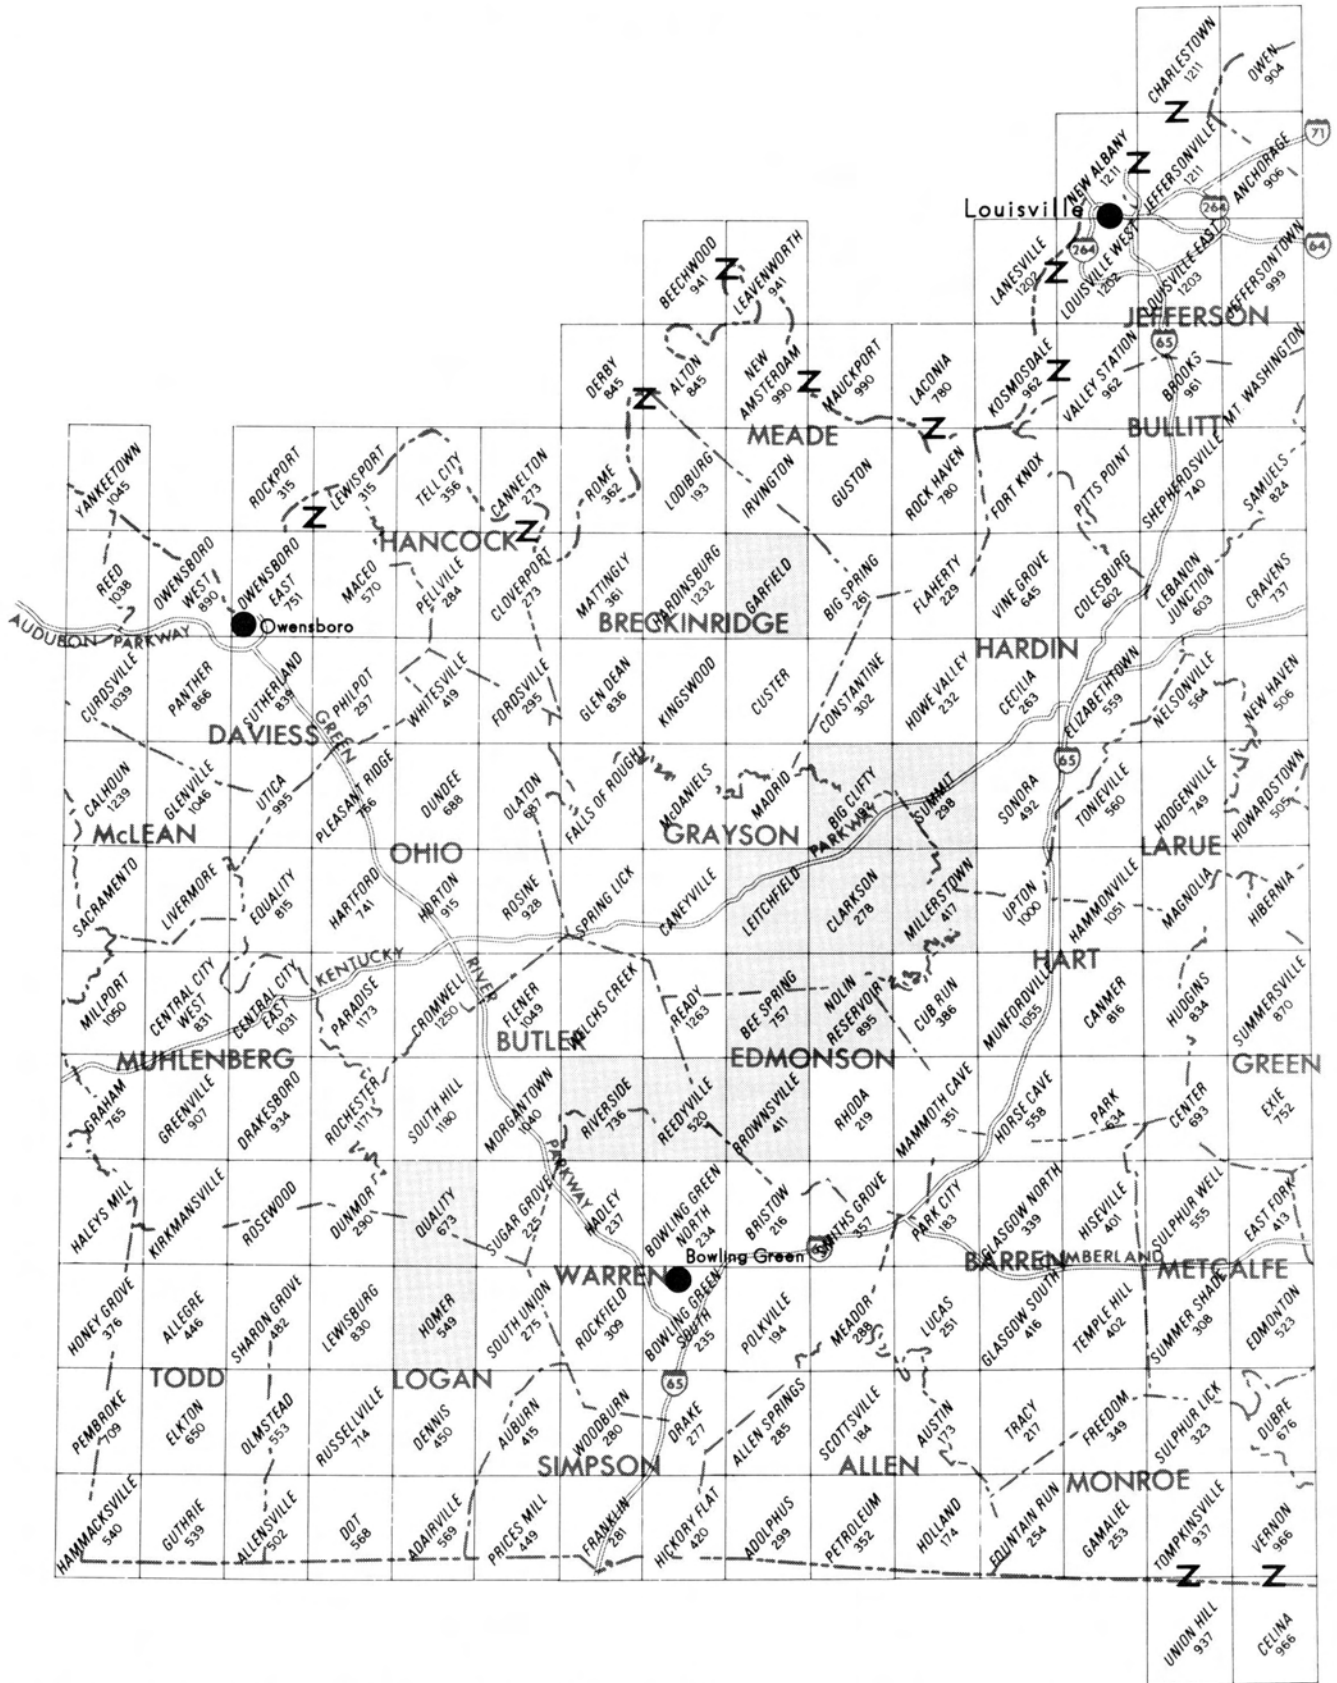 CHARLESTOWN
1211
OWEN
904
NEW ALBANY
1211
JEFFERSONVILLE
1211
ANCHORAGE
906
71
Louisville
264
264
64
BEECHWOOD
941
LEAVENWORTH
941
LANESVILLE
1202
LOUISVILLE WEST
1202
LOUISVILLE EAST
1203
JEFFERSONTOWN
999
JEFFERSON
65
DERBY
845
ALTON
845
NEW
AMSTERDAM
990
MAUCKPORT
990
LACONIA
780
KOSMOSDALE
962
VALLEY STATION
962
BROOKS
961
MT. WASHINGTON
MEADE
BULLITT
YANKEETOWN
1045
ROCKPORT
315
LEWISPORT
315
TELL CITY
356
CANNELTON
273
ROME
362
LODIBURG
193
IRVINGTON
GUSTON
ROCK HAVEN
780
FORT KNOX
PITTS POINT
SHEPHERDSVILLE
740
SAMUELS
824
HANCOCK
REED
1038
OWENSBORO
WEST
890
OWENSBORO
EAST
751
MACEO
570
PELLVILLE
284
CLOVERPORT
273
MATTINGLY
361
HARDINSBURG
1232
GARFIELD
BIG SPRING
261
FLAHERTY
229
VINE GROVE
645
COLESBURG
602
LEBANON
JUNCTION
603
CRAVENS
737
AUDUBON PARKWAY
Owensboro
BRECKINRIDGE
HARDIN
CURDSVILLE
1039
PANTHER
866
SUTHERLAND
839
PHILPOT
297
WHITESVILLE
419
FORDSVILLE
295
GLEN DEAN
836
KINGSWOOD
CUSTER
CONSTANTINE
302
HOWE VALLEY
232
CECILIA
263
ELIZABETHTOWN
559
NELSONVILLE
564
NEW HAVEN
506
DAVIESS
GREEN
65
CALHOUN
1239
GLENVILLE
1046
UTICA
995
PLEASANT RIDGE
766
DUNDEE
688
OLATON
687
FALLS OF ROUGH
McDANIELS
MADRID
BIG CLIFTY
192
SUMMIT
298
SONORA
492
TONIEVILLE
560
HODGENVILLE
749
HOWARDSTOWN
505
McLEAN
OHIO
GRAYSON
PARKWAY
LARUE
SACRAMENTO
LIVERMORE
EQUALITY
815
HARTFORD
741
HORTON
915
ROSINE
928
SPRING LICK
CANEYVILLE
LEITCHFIELD
CLARKSON
278
MILLERSTOWN
417
UPTON
1000
HAMMONVILLE
1051
MAGNOLIA
HIBERNIA
KENTUCKY
RIVER
HART
MILPORT
1050
CENTRAL CITY
WEST
831
CENTRAL CITY
EAST
1031
PARADISE
1173
CROMWELL
1250
FLENER
1049
WELCHS CREEK
READY
1263
BEE SPRING
757
NOLIN
RESERVOIR
895
CUB RUN
386
MUNFORDVILLE
1055
CANMER
816
HUDGINS
834
SUMMERSVILLE
870
MUHLENBERG
BUTLER
EDMONSON
GREEN
GRAHAM
765
GREENVILLE
907
DRAKESBORO
934
ROCHESTER
1171
SOUTH HILL
1180
MORGANTOWN
1040
RIVERSIDE
736
REEDYVILLE
520
BROWNSVILLE
411
RHODA
219
MAMMOTH CAVE
351
HORSE CAVE
558
PARK
634
CENTER
693
EXIE
752
PARKWAY
HALEYS MILL
KIRKMANSVILLE
ROSEWOOD
DUNMOR
290
QUALITY
673
SUGAR GROVE
225
HADLEY
237
BOWLING GREEN
NORTH
234
BRISTOW
216
SMITHS GROVE
357
PARK CITY
183
GLASGOW NORTH
339
HISEVILLE
401
SULPHUR WELL
555
EAST FORK
413
Bowling Green
WARREN
BARREN
METCALFE
HONEY GROVE
376
ALLEGRE
446
SHARON GROVE
482
LEWISBURG
830
HOMER
549
SOUTH UNION
275
ROCKFIELD
309
BOWLING GREEN
SOUTH
235
POLKVILLE
194
MEADOR
288
LUCAS
251
GLASGOW SOUTH
416
TEMPLE HILL
402
SUMMER SHADE
308
EDMONTON
523
TODD
LOGAN
65
PEMBROKE
709
ELKTON
650
OLMSTEAD
553
RUSSELLVILLE
714
DENNIS
450
AUBURN
415
WOODBURN
280
DRAKE
277
ALLEN SPRINGS
285
SCOTTSVILLE
184
AUSTIN
173
TRACY
217
FREEDOM
349
SULPHUR LICK
323
DUBRE
676
SIMPSON
ALLEN
MONROE
HAMMACKSVILLE
540
GUTHRIE
539
ALLENSVILLE
502
DOT
568
ADAIRVILLE
569
PRICES MILL
449
FRANKLIN
281
HICKORY FLAT
420
ADOLPHUS
299
PETROLEUM
352
HOLLAND
174
FOUNTAIN RUN
254
GAMALIEL
253
TOMPKINSVILLE
937
VERNON
966
UNION HILL
937
CELINA
966